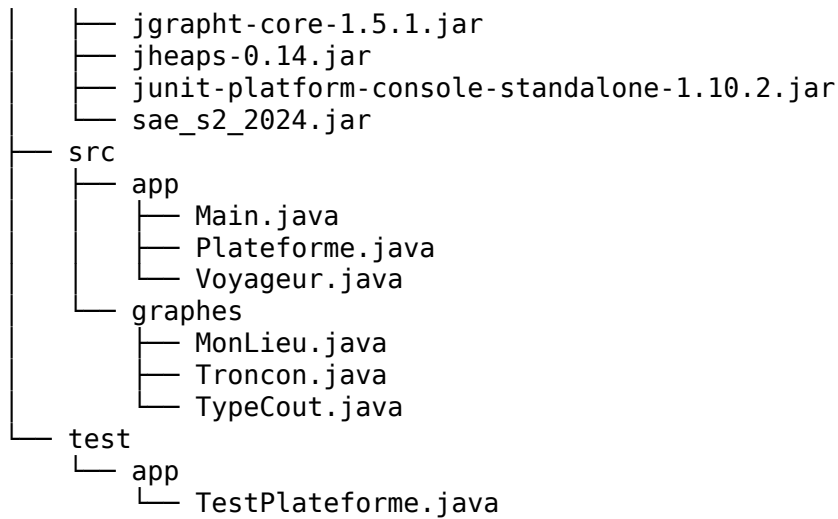 │   ├── jgrapht-core-1.5.1.jar
│   ├── jheaps-0.14.jar
│   ├── junit-platform-console-standalone-1.10.2.jar
│   └── sae_s2_2024.jar
├── src
│   ├── app
│   │   ├── Main.java
│   │   ├── Plateforme.java
│   │   └── Voyageur.java
│   └── graphes
│       ├── MonLieu.java
│       ├── Troncon.java
│       └── TypeCout.java
└── test
    └── app
        └── TestPlateforme.java